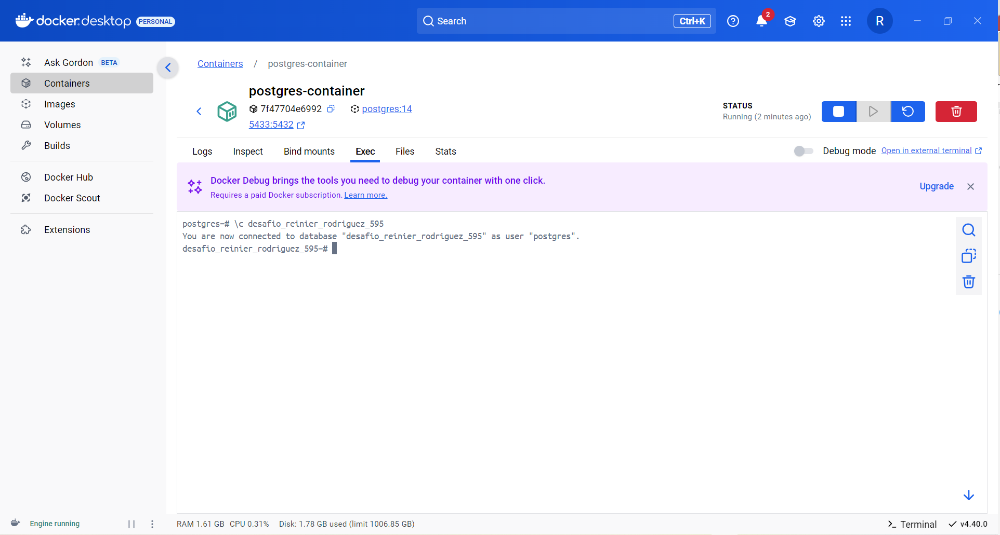 docker.desktop PERSONAL
Search Ctrl+K
2
R
Ask Gordon BETA
Containers
Images
Volumes
Builds
Docker Hub
Docker Scout
Extensions
Containers / postgres-container
postgres-container
7f47704e6992 postgres:14
5433:5432
STATUS
Running (2 minutes ago)
Logs Inspect Bind mounts Exec Files Stats
Debug mode Open in external terminal
Docker Debug brings the tools you need to debug your container with one click.
Requires a paid Docker subscription. Learn more.
Upgrade
postgres=# \c desafio_reinier_rodriguez_595
You are now connected to database "desafio_reinier_rodriguez_595" as user "postgres".
desafio_reinier_rodriguez_595=#
Engine running
RAM 1.61 GB CPU 0.31% Disk: 1.78 GB used (limit 1006.85 GB)
Terminal v4.40.0